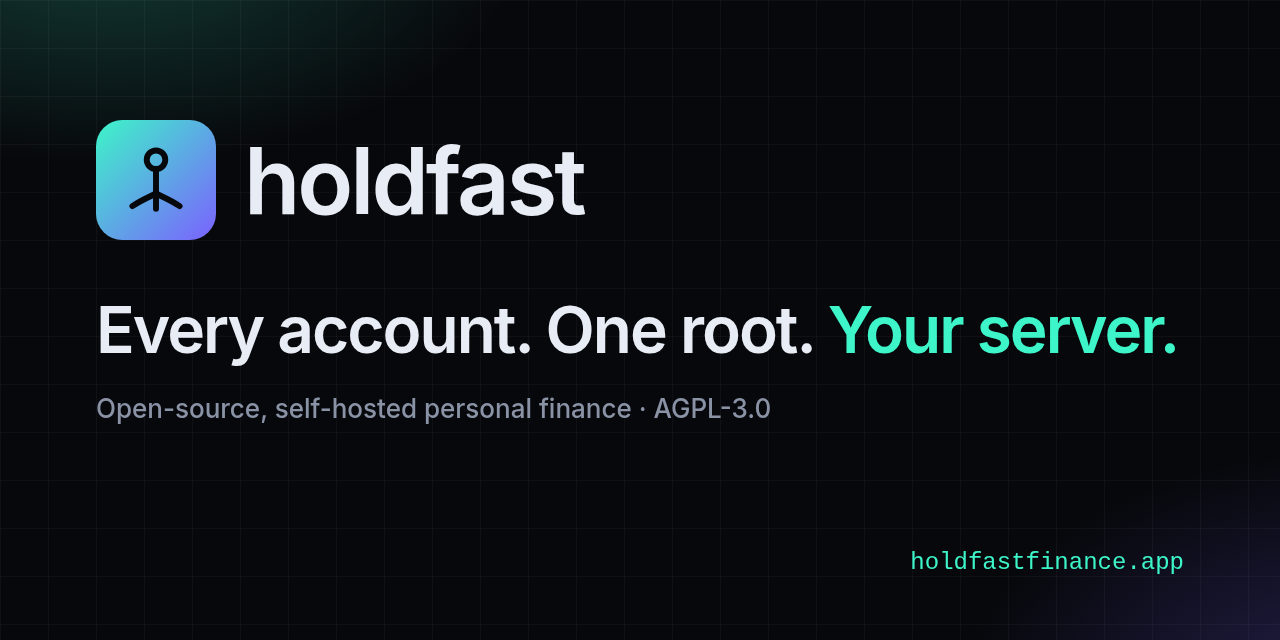 holdfast
Every account. One root. Your server.
Open-source, self-hosted personal finance · AGPL-3.0
holdfastfinance.app